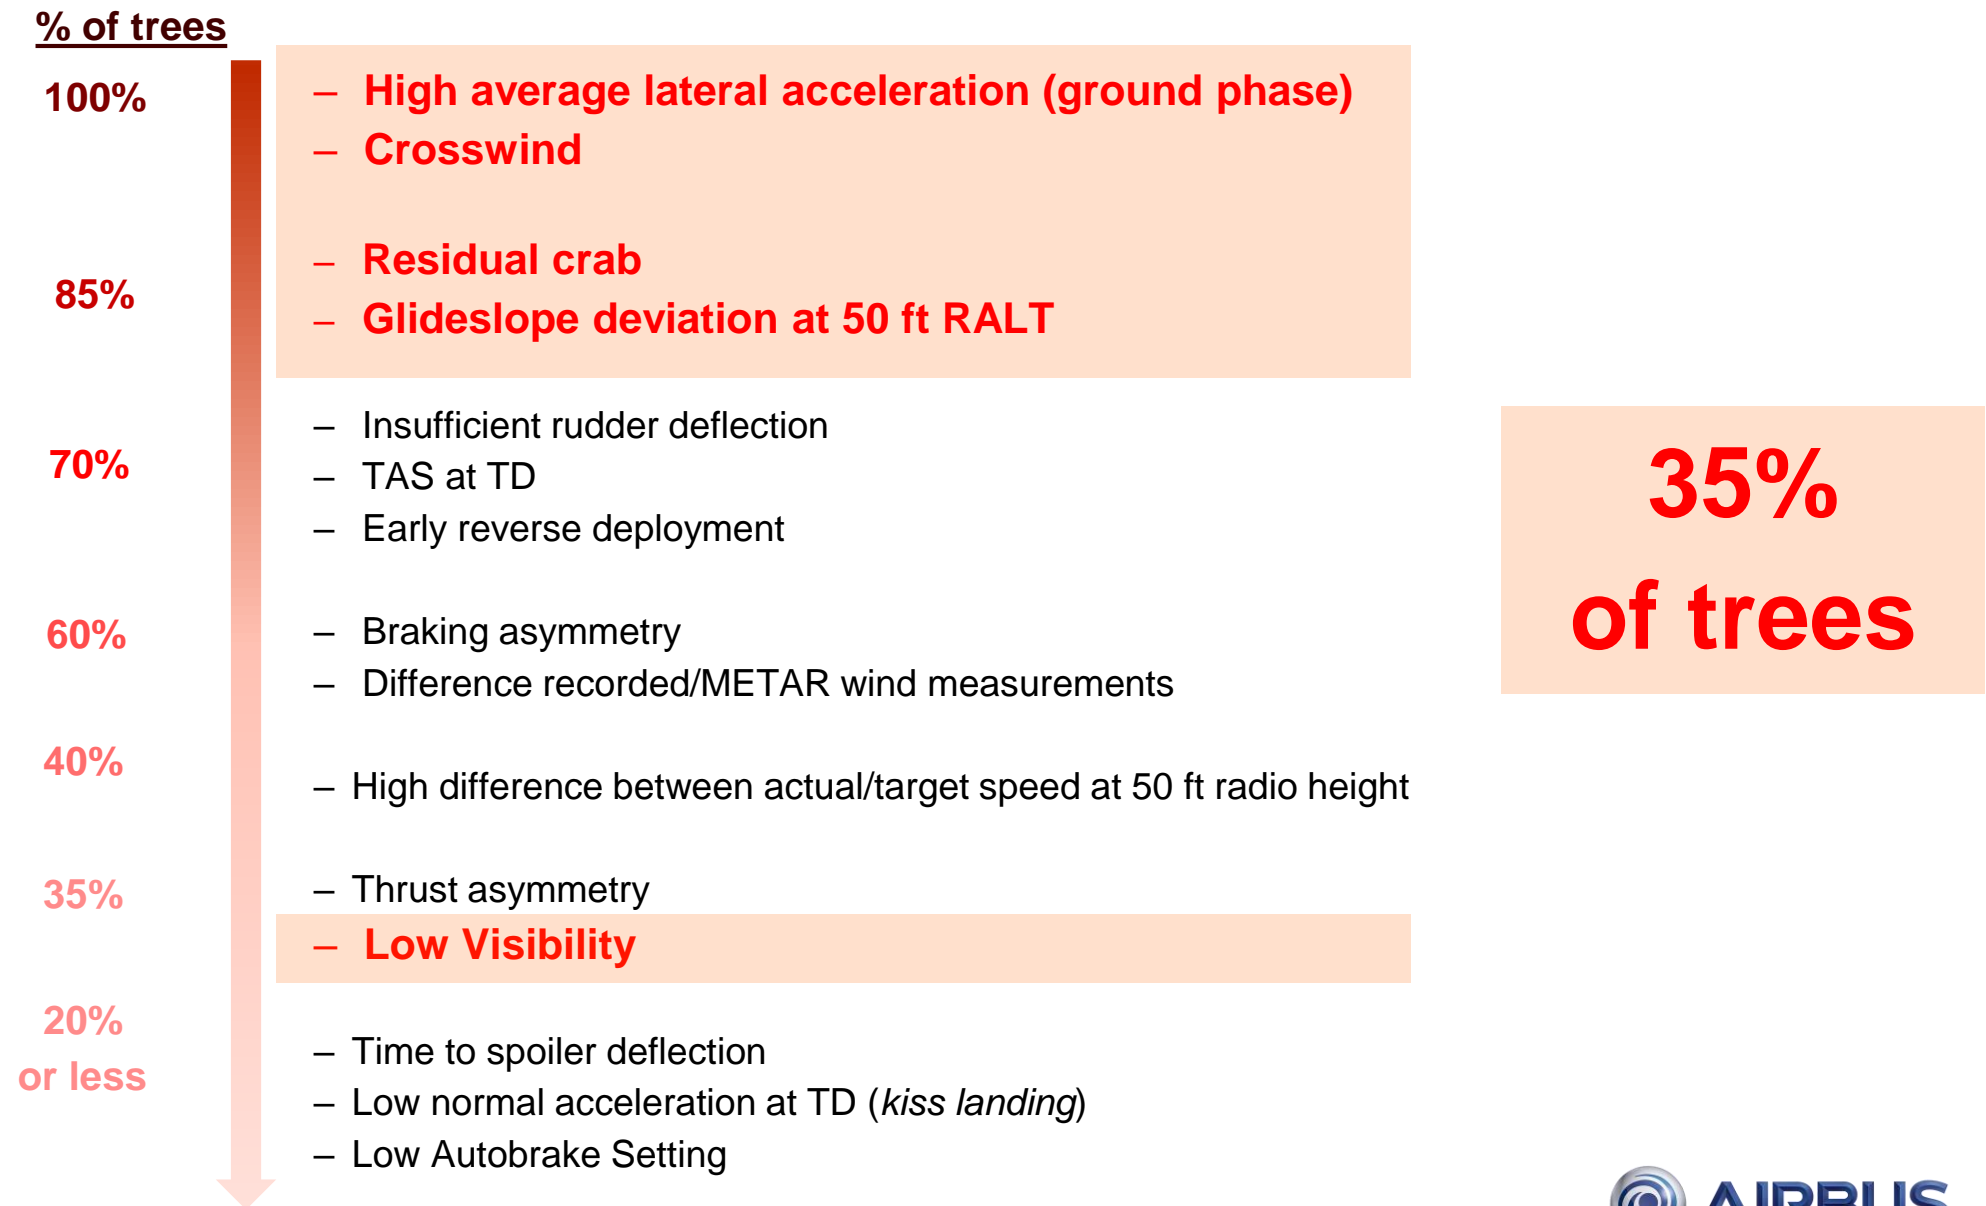 % of trees
100%
– High average lateral acceleration (ground phase)
– Crosswind
– Residual crab
85%
– Glideslope deviation at 50 ft RALT
– Insufficient rudder deflection
70%
– TAS at TD
– Early reverse deployment
60%
– Braking asymmetry
– Difference recorded/METAR wind measurements
40%
– High difference between actual/target speed at 50 ft radio height
35%
– Thrust asymmetry
– Low Visibility
20%
or less
– Time to spoiler deflection
– Low normal acceleration at TD (kiss landing)
– Low Autobrake Setting
35%
of trees
AIRBUS